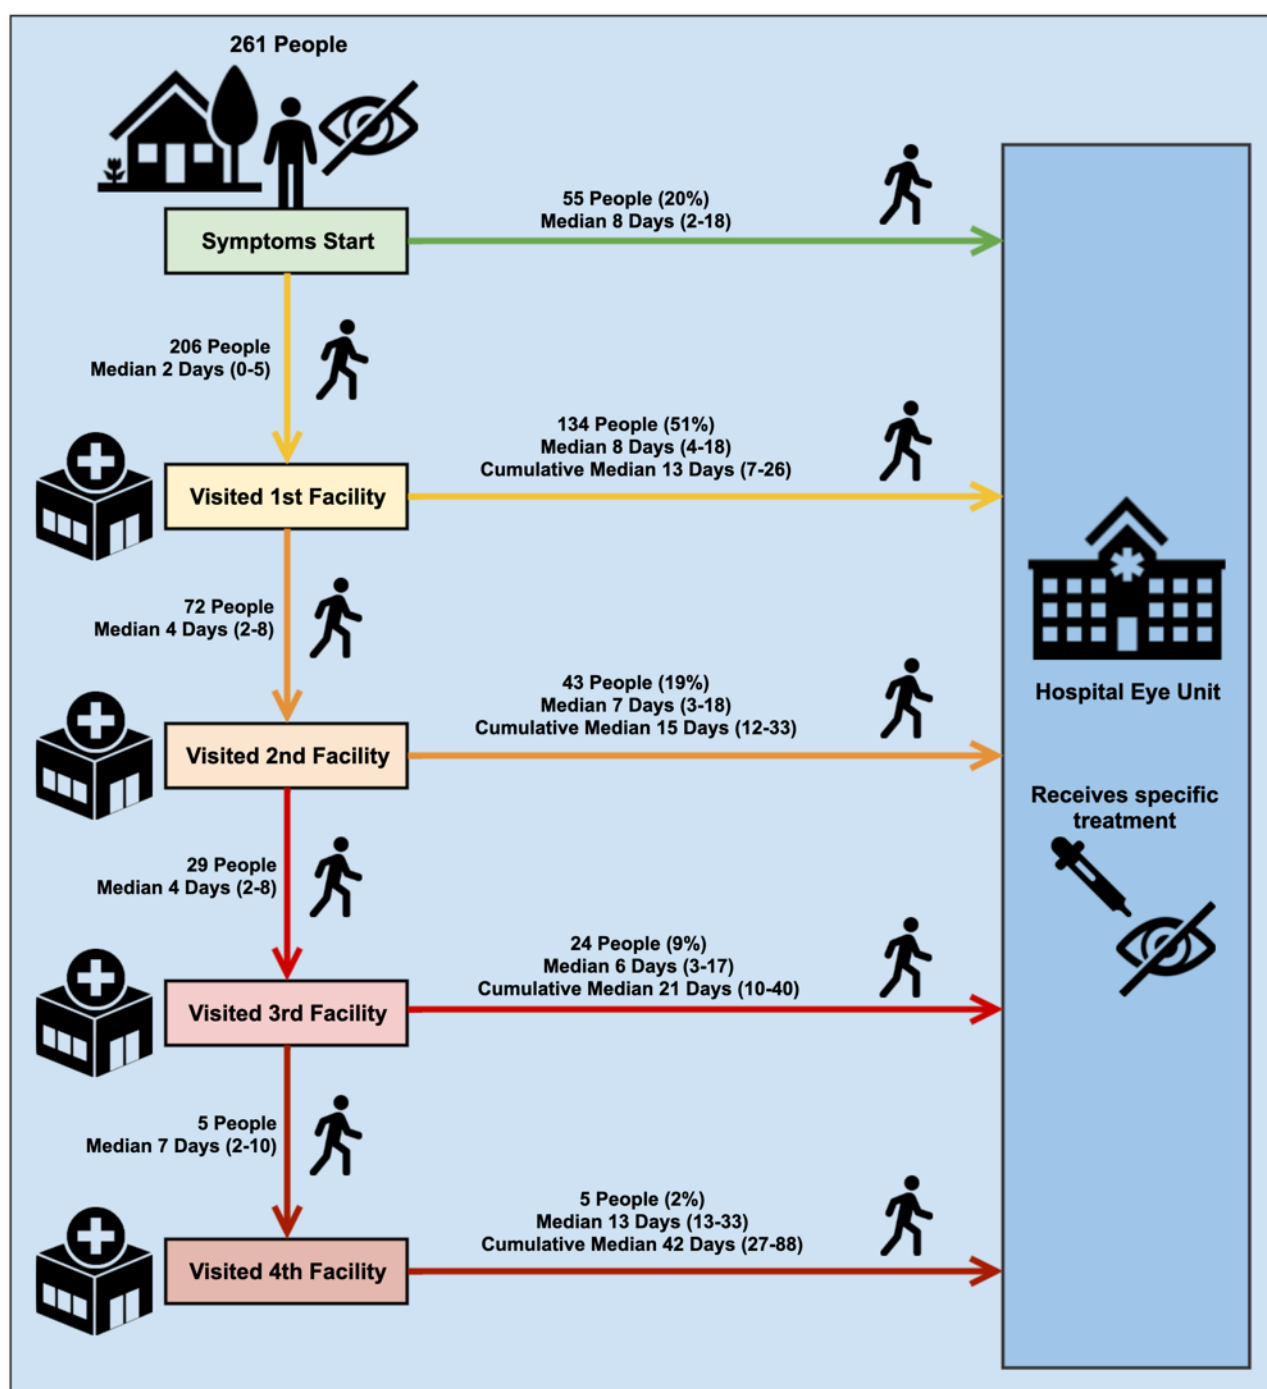 261 People
Symptoms Start
55 People (20%)
Median 8 Days (2-18)
206 People
Median 2 Days (0-5)
Visited 1st Facility
134 People (51%)
Median 8 Days (4-18)
Cumulative Median 13 Days (7-26)
72 People
Median 4 Days (2-8)
Visited 2nd Facility
43 People (19%)
Median 7 Days (3-18)
Cumulative Median 15 Days (12-33)
29 People
Median 4 Days (2-8)
Visited 3rd Facility
24 People (9%)
Median 6 Days (3-17)
Cumulative Median 21 Days (10-40)
5 People
Median 7 Days (2-10)
Visited 4th Facility
5 People (2%)
Median 13 Days (13-33)
Cumulative Median 42 Days (27-88)
Hospital Eye Unit
Receives specific
treatment